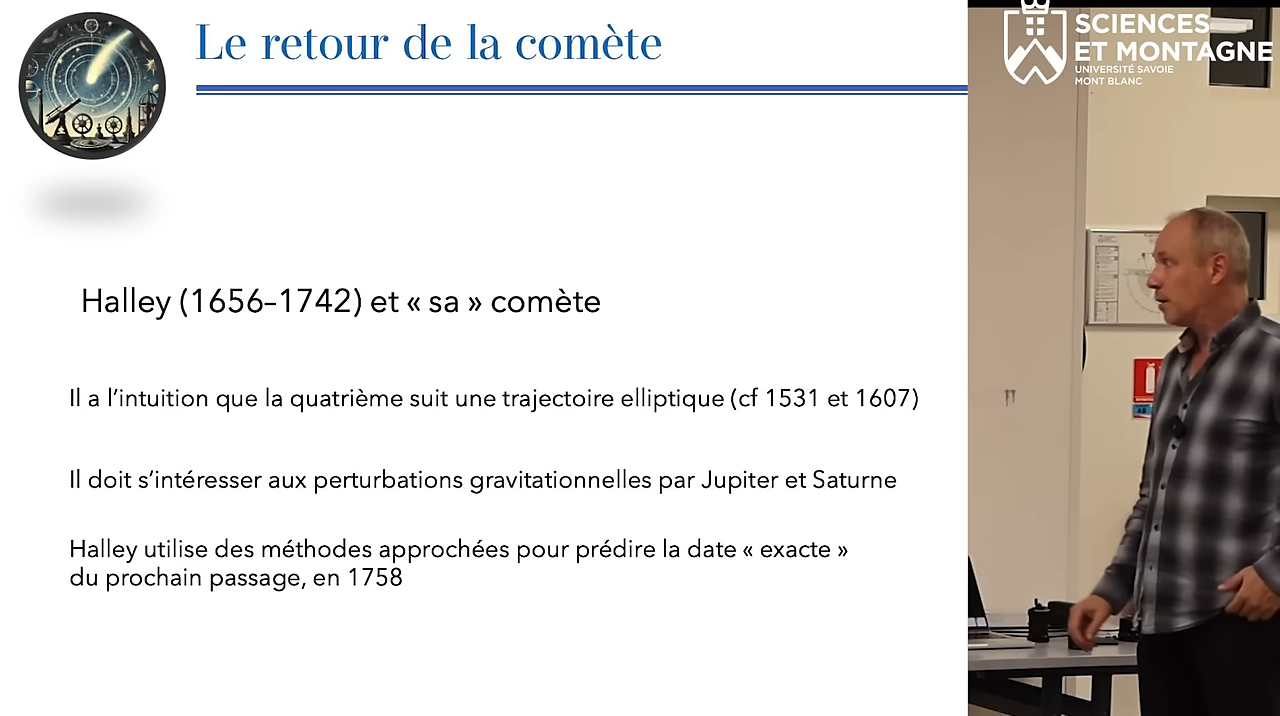 Le retour de la comète
SCIENCES
ET MONTAGNE
UNIVERSITÉ SAVOIE
MONT BLANC
Halley (1656–1742) et « sa » comète
Il a l’intuition que la quatrième suit une trajectoire elliptique (cf 1531 et 1607)
Il doit s’intéresser aux perturbations gravitationnelles par Jupiter et Saturne
Halley utilise des méthodes approchées pour prédire la date « exacte »
du prochain passage, en 1758